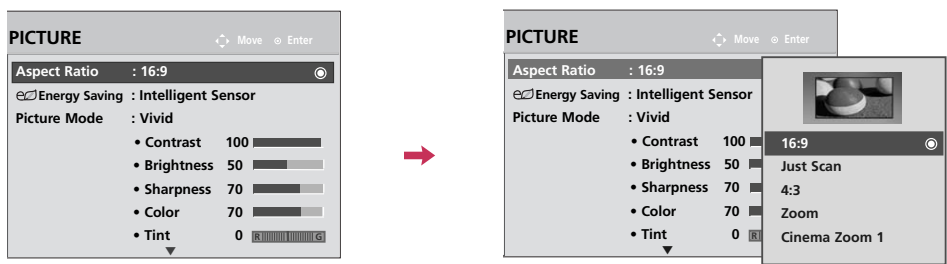 PICTURE
Move Enter
Aspect Ratio : 16:9
Energy Saving : Intelligent Sensor
Picture Mode : Vivid
• Contrast 100
• Brightness 50
• Sharpness 70
• Color 70
• Tint 0 R G
PICTURE
Move Enter
Aspect Ratio : 16:9
Energy Saving : Intelligent Sensor
Picture Mode : Vivid
• Contrast 100
• Brightness 50
• Sharpness 70
• Color 70
• Tint 0 R
16:9
Just Scan
4:3
Zoom
Cinema Zoom 1